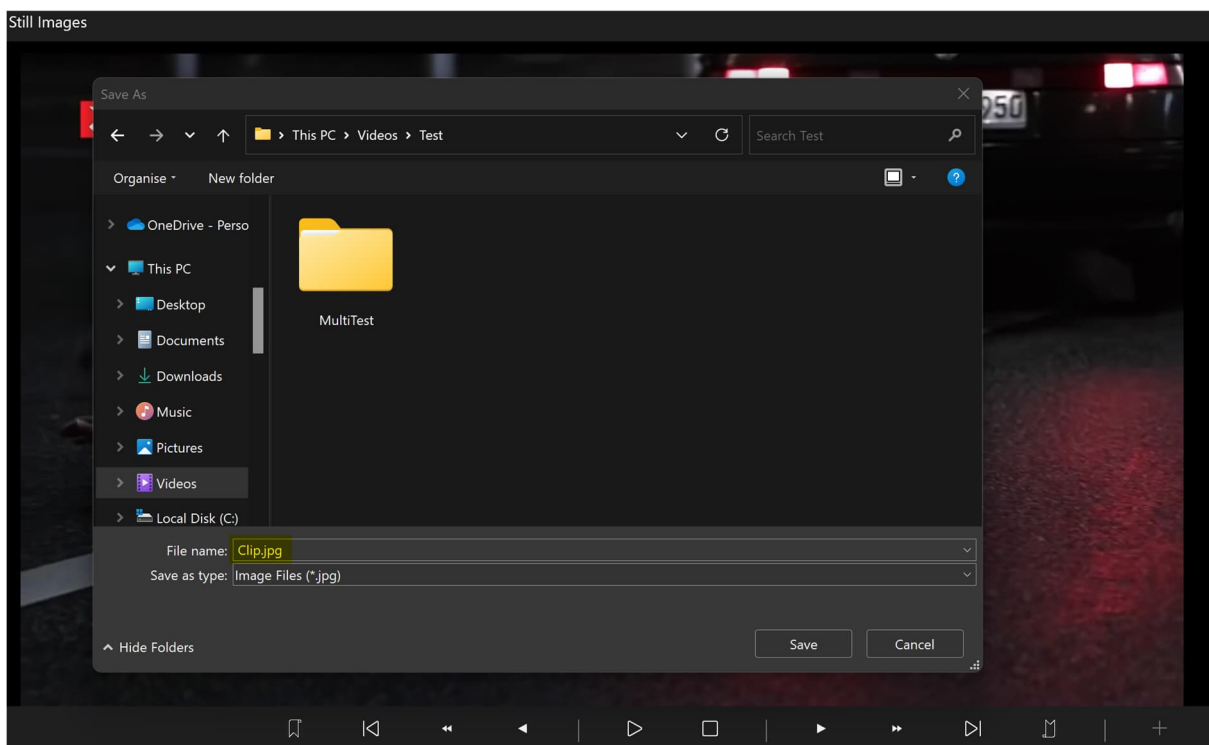 Still Images
950
Save As
This PC > Videos > Test
Search Test
Organise
New folder
OneDrive - Perso
This PC
Desktop
Documents
Downloads
Music
Pictures
Videos
Local Disk (C:)
MultiTest
File name: Clip.jpg
Save as type: Image Files (*.jpg)
Hide Folders
Save
Cancel